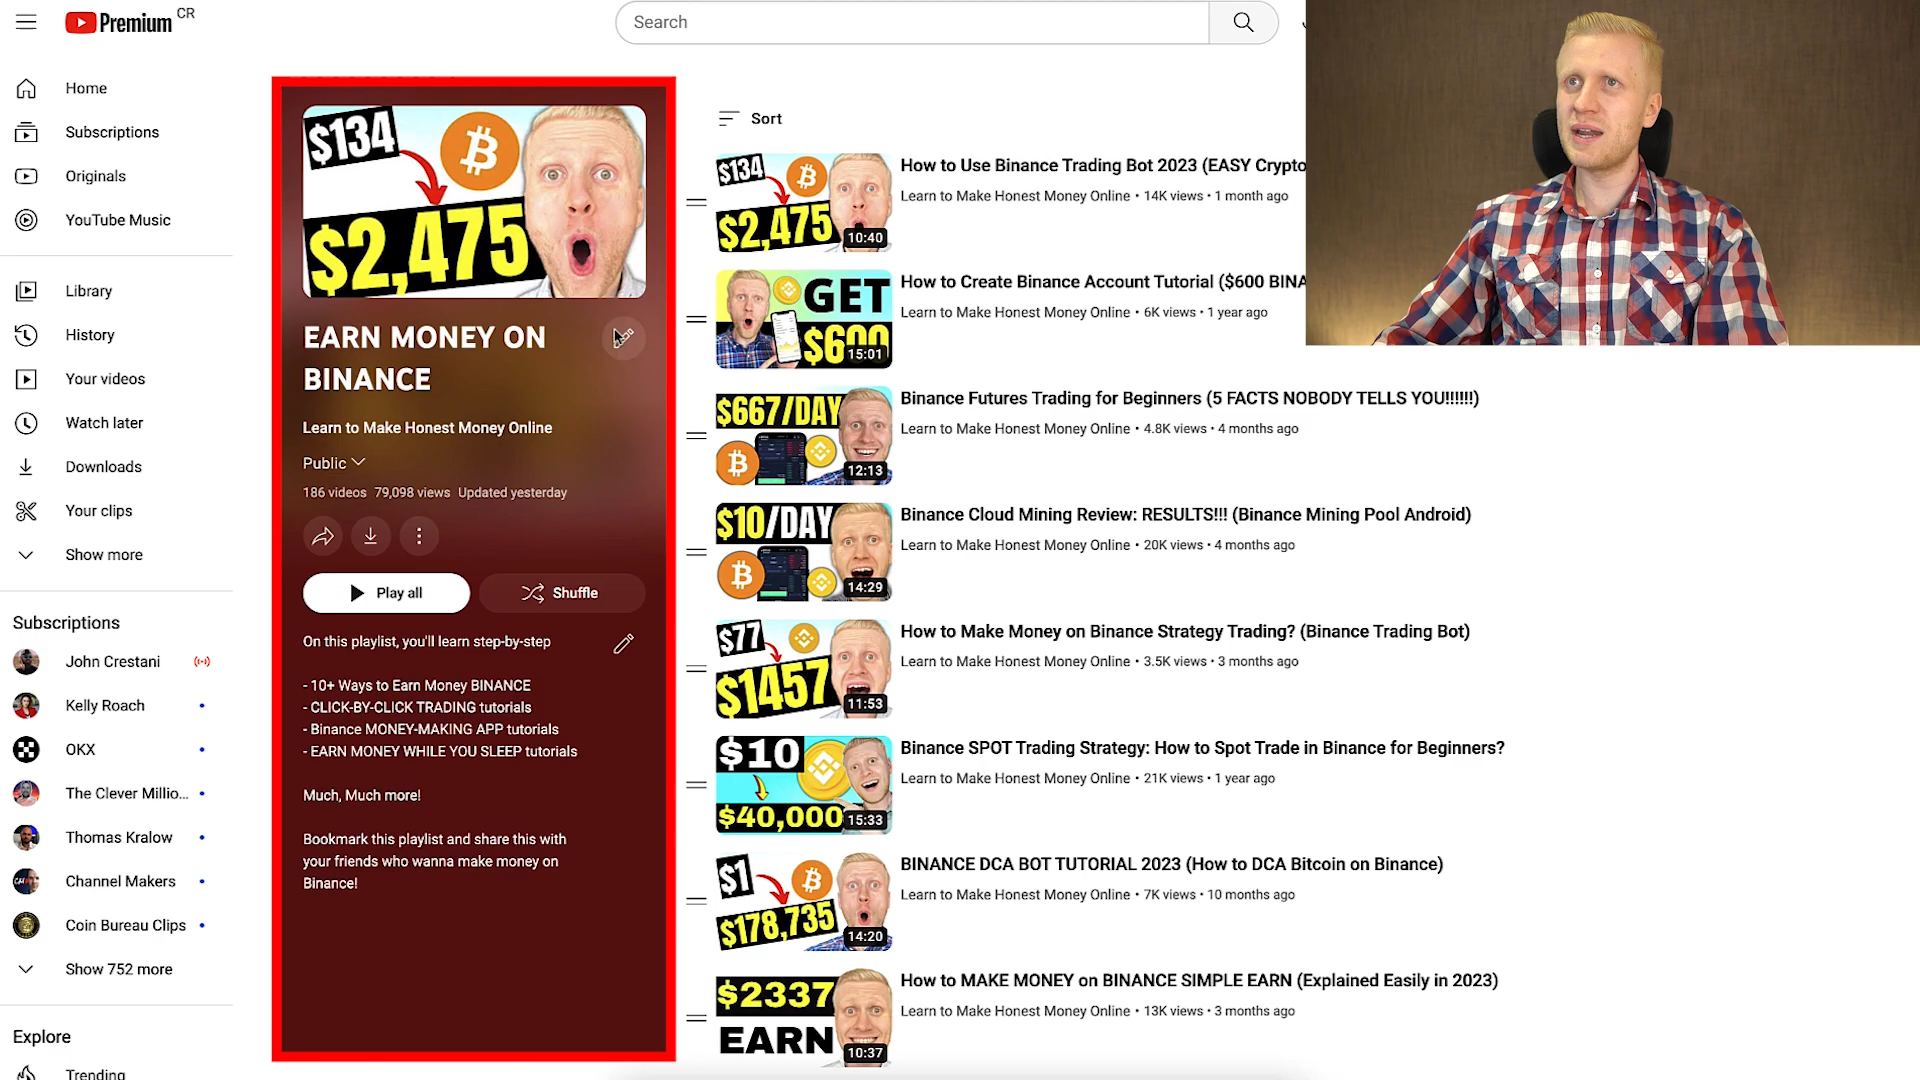 Premium CR
Search
Home
Subscriptions
Originals
YouTube Music
Library
History
Your videos
Watch later
Downloads
Your clips
Show more
Subscriptions
John Crestani
Kelly Roach
OKX
The Clever Millio...
Thomas Kralow
Channel Makers
Coin Bureau Clips
Show 752 more
Explore
Trending
$134
$2,475
EARN MONEY ON
BINANCE
Learn to Make Honest Money Online
Public
186 videos 79,098 views Updated yesterday
Play all
Shuffle
On this playlist, you'll learn step-by-step
- 10+ Ways to Earn Money BINANCE
- CLICK-BY-CLICK TRADING tutorials
- Binance MONEY-MAKING APP tutorials
- EARN MONEY WHILE YOU SLEEP tutorials
Much, Much more!
Bookmark this playlist and share this with
your friends who wanna make money on
Binance!
Sort
$134
$2,475
10:40
How to Use Binance Trading Bot 2023 (EASY Crypto
Learn to Make Honest Money Online • 14K views • 1 month ago
GET
$600
15:01
How to Create Binance Account Tutorial ($600 BINA
Learn to Make Honest Money Online • 6K views • 1 year ago
$667/DAY
12:13
Binance Futures Trading for Beginners (5 FACTS NOBODY TELLS YOU!!!!!!)
Learn to Make Honest Money Online • 4.8K views • 4 months ago
$10/DAY
14:29
Binance Cloud Mining Review: RESULTS!!! (Binance Mining Pool Android)
Learn to Make Honest Money Online • 20K views • 4 months ago
$77
$1457
11:53
How to Make Money on Binance Strategy Trading? (Binance Trading Bot)
Learn to Make Honest Money Online • 3.5K views • 3 months ago
$10
$40,000
15:33
Binance SPOT Trading Strategy: How to Spot Trade in Binance for Beginners?
Learn to Make Honest Money Online • 21K views • 1 year ago
$1
$178,735
14:20
BINANCE DCA BOT TUTORIAL 2023 (How to DCA Bitcoin on Binance)
Learn to Make Honest Money Online • 7K views • 10 months ago
$2337
EARN
10:37
How to MAKE MONEY on BINANCE SIMPLE EARN (Explained Easily in 2023)
Learn to Make Honest Money Online • 13K views • 3 months ago